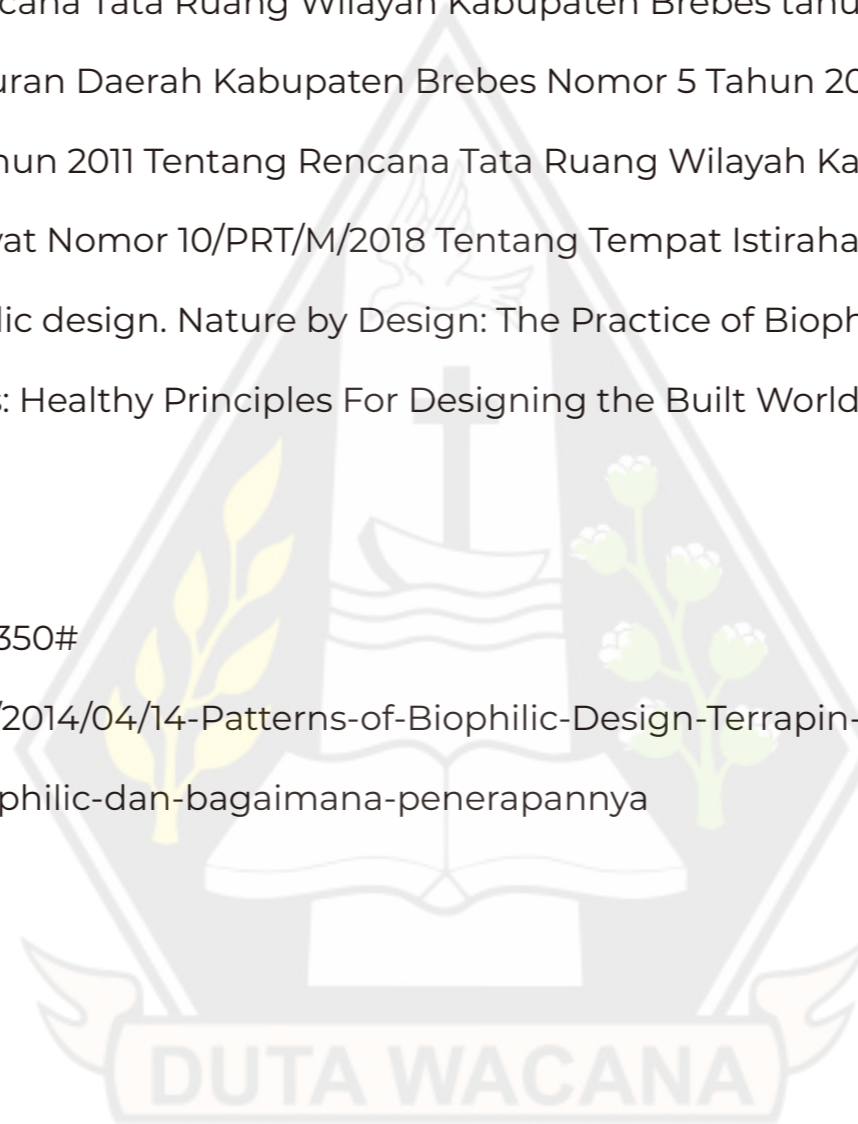 cana Tata Ruang Wilayah Kabupaten Brebes tahu
uran Daerah Kabupaten Brebes Nomor 5 Tahun 20
hun 2011 Tentang Rencana Tata Ruang Wilayah Ka
at Nomor 10/PRT/M/2018 Tentang Tempat Istiraha
lic design. Nature by Design: The Practice of Bioph
s: Healthy Principles For Designing the Built World
350#
/2014/04/14-Patterns-of-Biophilic-Design-Terrapin-
philic-dan-bagaimana-penerapannya
DUTA WACANA